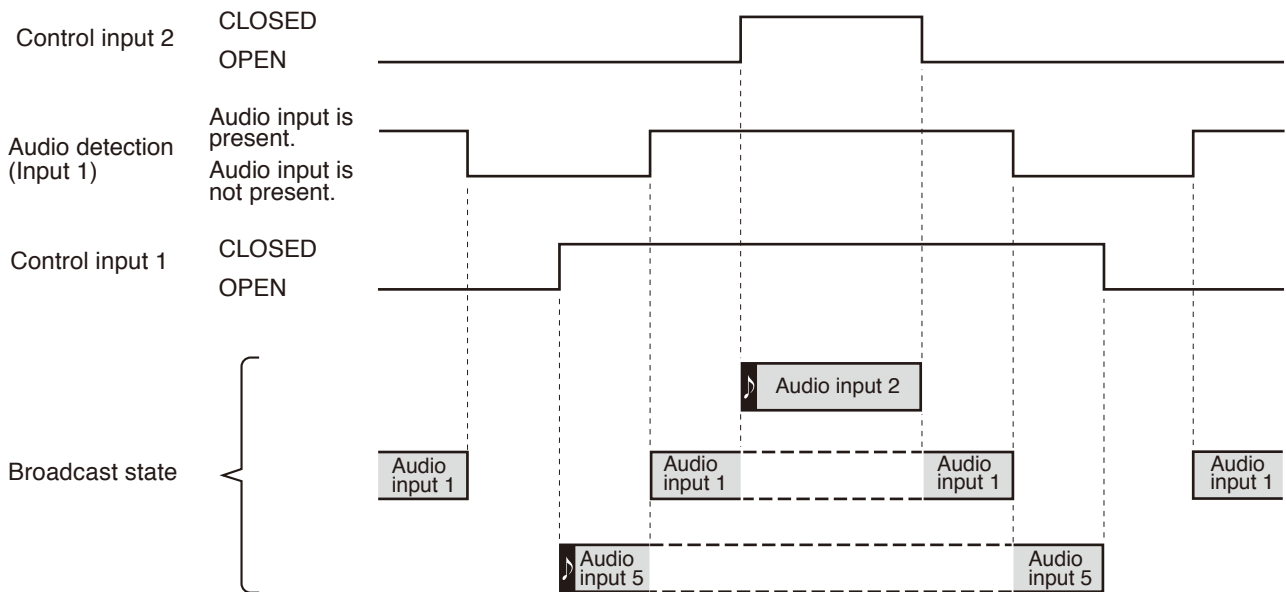 CLOSED
Control input 2
OPEN
Audio input is
present.
Audio detection
(Input 1)
Audio input is
not present.
CLOSED
Control input 1
OPEN
Audio input 2
Broadcast state
Audio
input 1
Audio
input 1
Audio
input 1
Audio
input 1
Audio
input 5
Audio
input 5